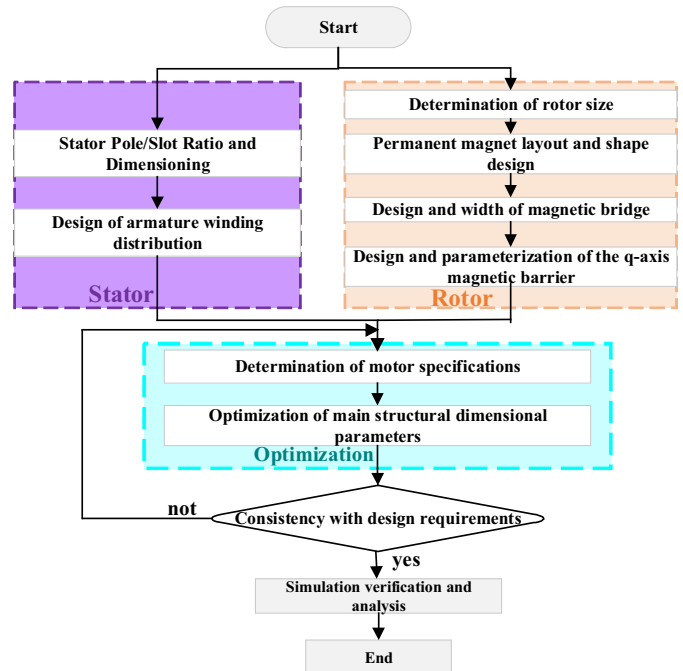 Start
Stator Pole/Slot Ratio and
Dimensioning
Design of armature winding
distribution
Stator
Determination of rotor size
Permanent magnet layout and shape
design
Design and width of magnetic bridge
Design and parameterization of the q-axis
magnetic barrier
Rotor
Determination of motor specifications
Optimization of main structural dimensional
parameters
Optimization
not
Consistency with design requirements
yes
Simulation verification and
analysis
End